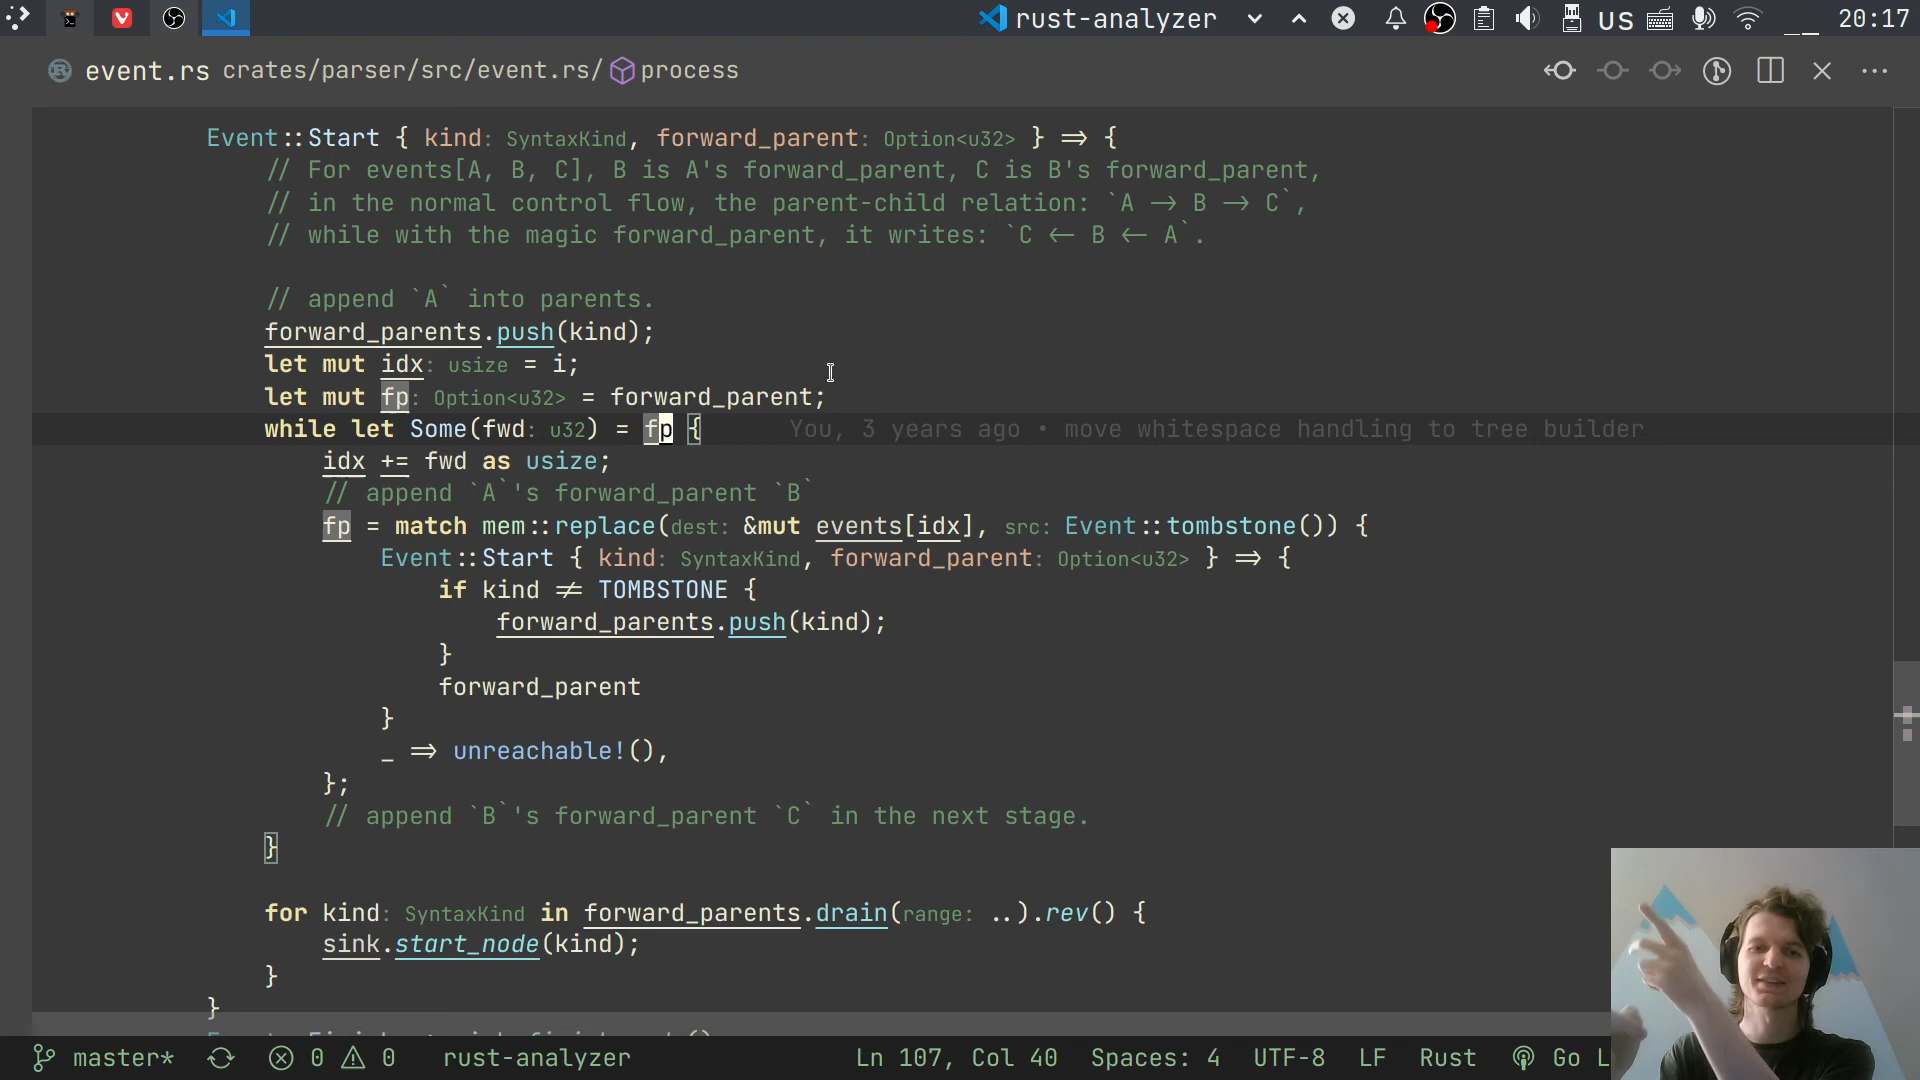 rust-analyzer US 20:17
event.rs crates/parser/src/event.rs/ process
Event::Start { kind: SyntaxKind, forward_parent: Option<u32> } => {
// For events[A, B, C], B is A's forward_parent, C is B's forward_parent,
// in the normal control flow, the parent-child relation: `A -> B -> C`,
// while with the magic forward_parent, it writes: `C <- B <- A`.
// append `A` into parents.
forward_parents.push(kind);
let mut idx: usize = i;
let mut fp: Option<u32> = forward_parent;
while let Some(fwd: u32) = fp { You, 3 years ago • move whitespace handling to tree builder
idx += fwd as usize;
// append `A`'s forward_parent `B`
fp = match mem::replace(dest: &mut events[idx], src: Event::tombstone()) {
Event::Start { kind: SyntaxKind, forward_parent: Option<u32> } => {
if kind != TOMBSTONE {
forward_parents.push(kind);
}
forward_parent
}
_ => unreachable!(),
};
// append `B`'s forward_parent `C` in the next stage.
}
for kind: SyntaxKind in forward_parents.drain(range: ..).rev() {
sink.start_node(kind);
}
}
master* 0 0 rust-analyzer Ln 107, Col 40 Spaces: 4 UTF-8 LF Rust Go L